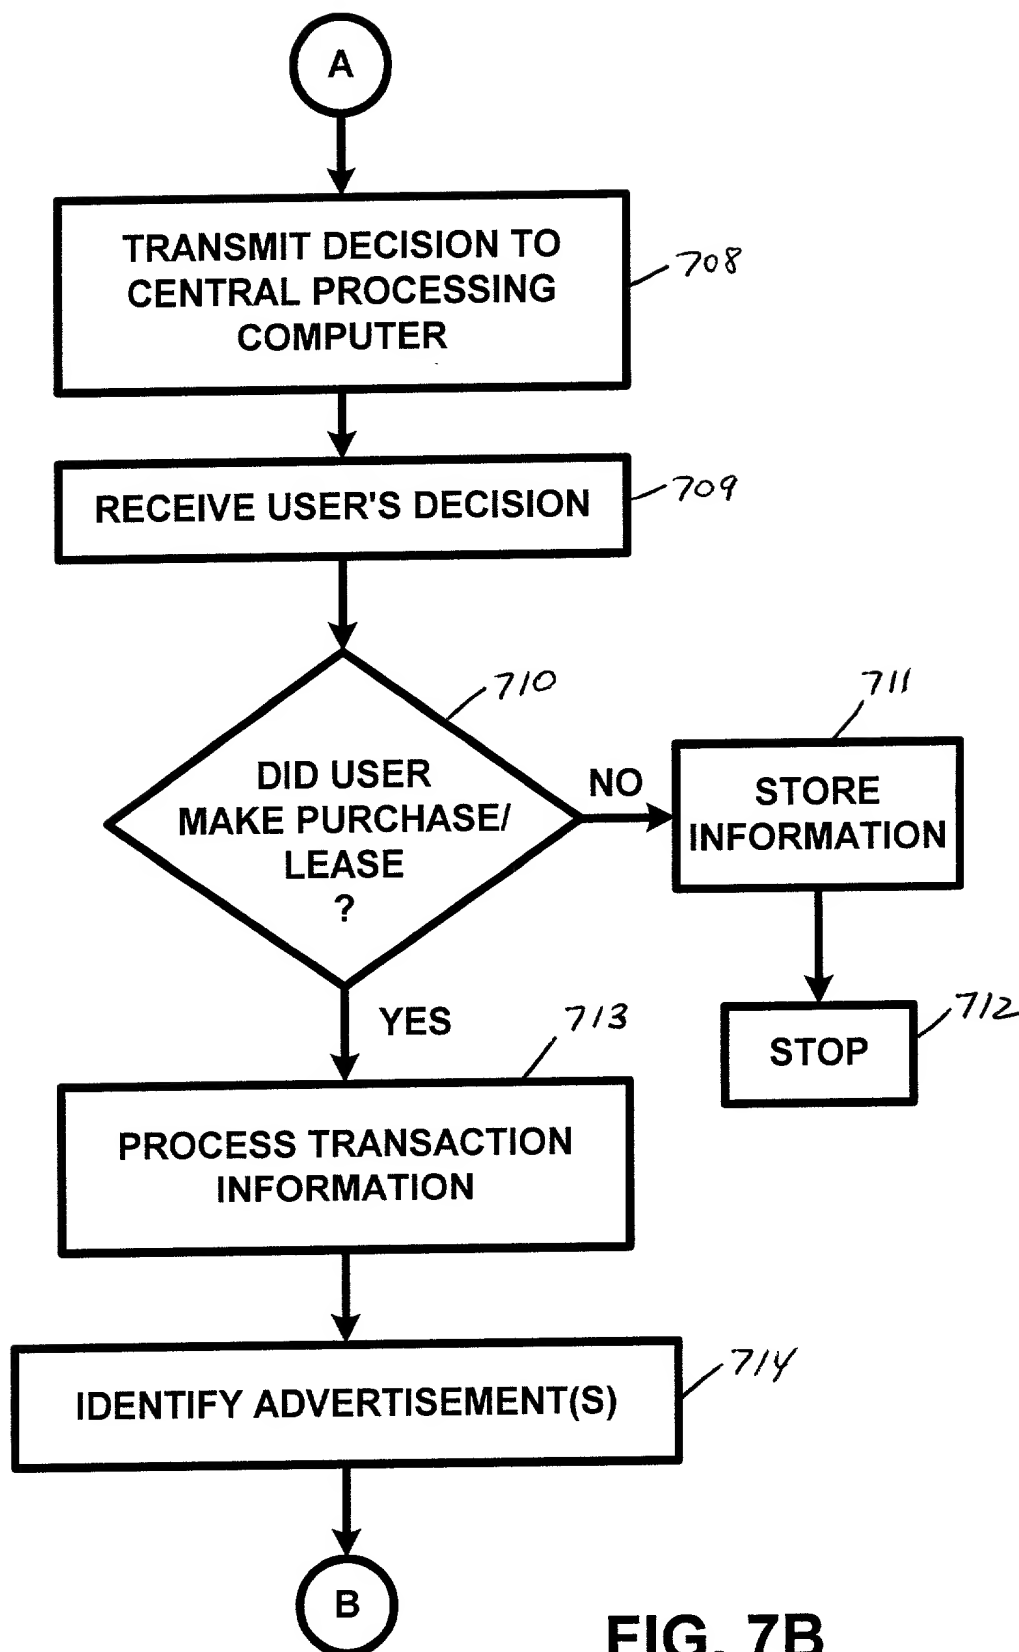 A
TRANSMIT DECISION TO
CENTRAL PROCESSING
COMPUTER
708
RECEIVE USER'S DECISION
709
710
DID USER
MAKE PURCHASE/
LEASE
?
NO
711
STORE
INFORMATION
712
STOP
YES
713
PROCESS TRANSACTION
INFORMATION
714
IDENTIFY ADVERTISEMENT(S)
B
FIG. 7B